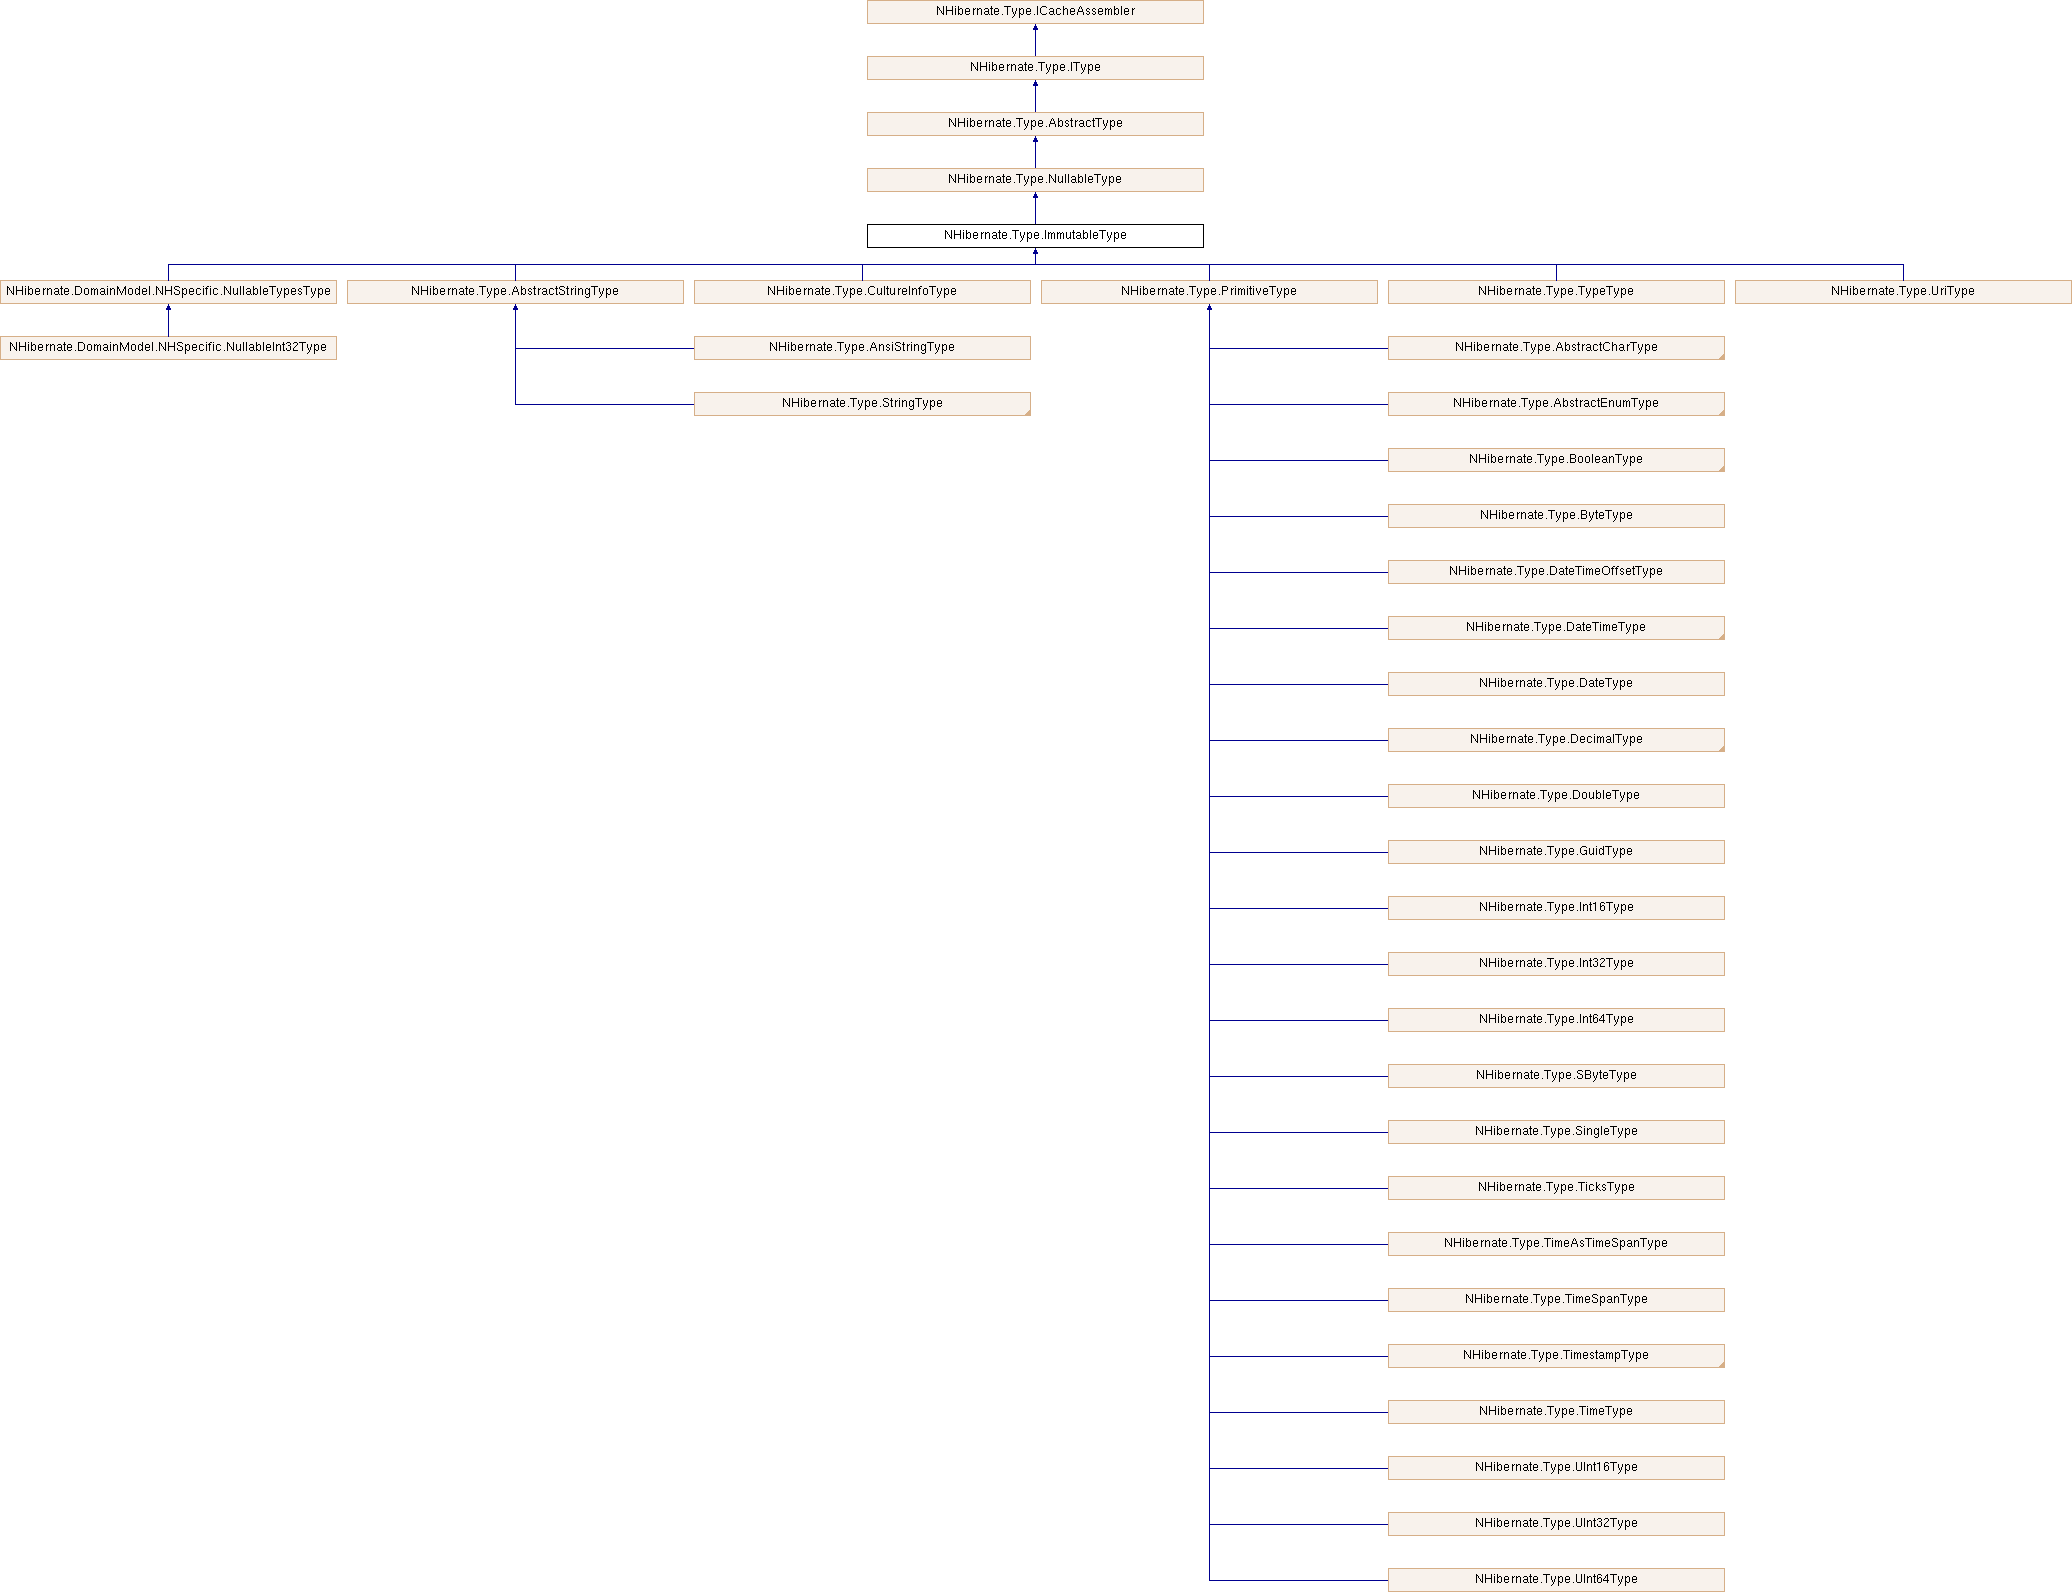 NHibernate.Type.ICacheAssembler
NHibernate.Type.IType
NHibernate.Type.AbstractType
NHibernate.Type.NullableType
NHibernate.Type.ImmutableType
NHibernate.DomainModel.NHSpecific.NullableTypesType
NHibernate.Type.AbstractStringType
NHibernate.Type.CultureInfoType
NHibernate.Type.PrimitiveType
NHibernate.Type.TypeType
NHibernate.Type.UriType
NHibernate.DomainModel.NHSpecific.NullableInt32Type
NHibernate.Type.AnsiStringType
NHibernate.Type.AbstractCharType
NHibernate.Type.StringType
NHibernate.Type.AbstractEnumType
NHibernate.Type.BooleanType
NHibernate.Type.ByteType
NHibernate.Type.DateTimeOffsetType
NHibernate.Type.DateTimeType
NHibernate.Type.DateType
NHibernate.Type.DecimalType
NHibernate.Type.DoubleType
NHibernate.Type.GuidType
NHibernate.Type.Int16Type
NHibernate.Type.Int32Type
NHibernate.Type.Int64Type
NHibernate.Type.SByteType
NHibernate.Type.SingleType
NHibernate.Type.TicksType
NHibernate.Type.TimeAsTimeSpanType
NHibernate.Type.TimeSpanType
NHibernate.Type.TimestampType
NHibernate.Type.TimeType
NHibernate.Type.UInt16Type
NHibernate.Type.UInt32Type
NHibernate.Type.UInt64Type